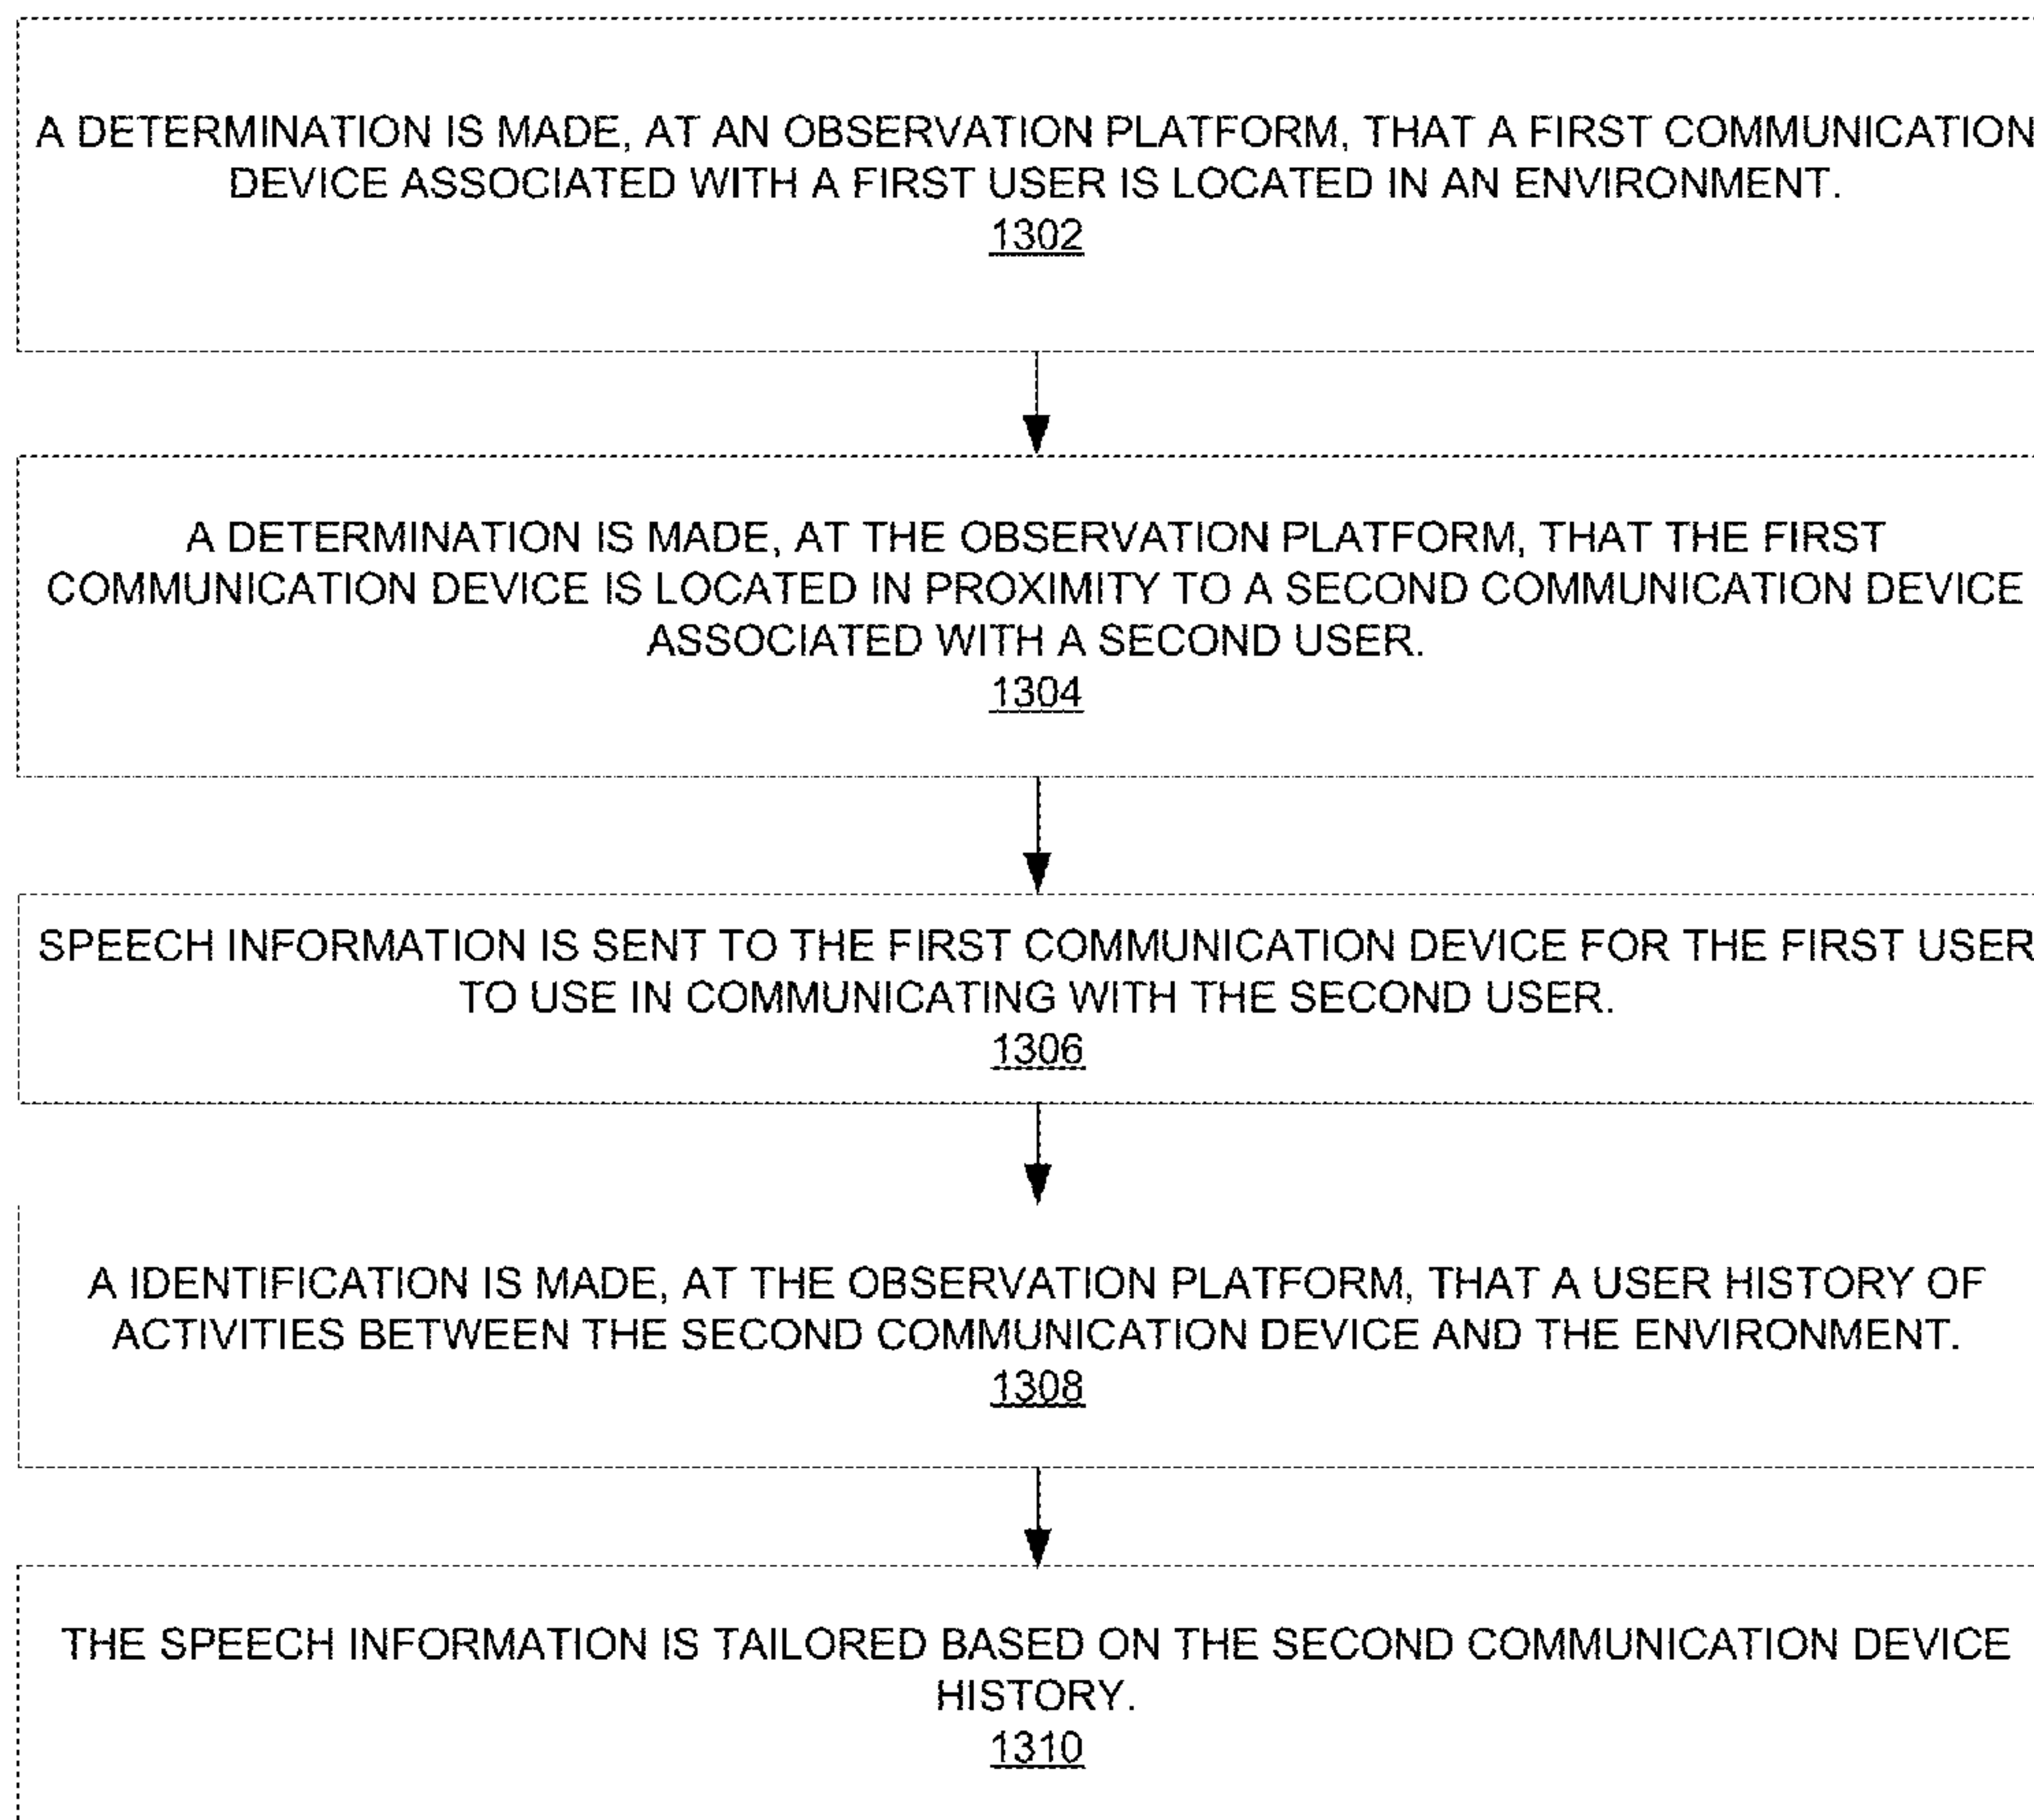 A DETERMINATION IS MADE, AT AN OBSERVATION PLATFORM, THAT A FIRST COMMUNICATION
DEVICE ASSOCIATED WITH A FIRST USER IS LOCATED IN AN ENVIRONMENT.
1302
A DETERMINATION IS MADE, AT THE OBSERVATION PLATFORM, THAT THE FIRST
COMMUNICATION DEVICE IS LOCATED IN PROXIMITY TO A SECOND COMMUNICATION DEVICE
ASSOCIATED WITH A SECOND USER.
1304
SPEECH INFORMATION IS SENT TO THE FIRST COMMUNICATION DEVICE FOR THE FIRST USER
TO USE IN COMMUNICATING WITH THE SECOND USER.
1306
A IDENTIFICATION IS MADE, AT THE OBSERVATION PLATFORM, THAT A USER HISTORY OF
ACTIVITIES BETWEEN THE SECOND COMMUNICATION DEVICE AND THE ENVIRONMENT.
1308
THE SPEECH INFORMATION IS TAILORED BASED ON THE SECOND COMMUNICATION DEVICE
HISTORY.
1310